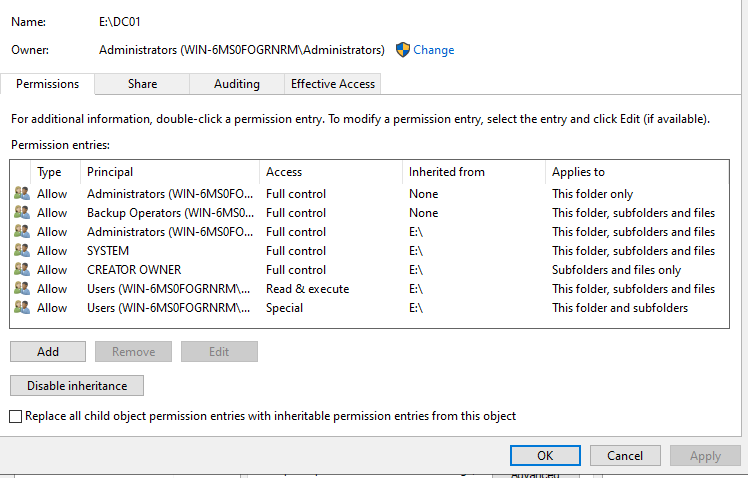 Name: E:\DC01
Owner: Administrators (WIN-6MS0FOGRNRM\Administrators) Change
Permissions Share Auditing Effective Access
For additional information, double-click a permission entry. To modify a permission entry, select the entry and click Edit (if available).
Permission entries:
Type Principal Access Inherited from Applies to
Allow Administrators (WIN-6MS0FO... Full control None This folder only
Allow Backup Operators (WIN-6MS0... Full control None This folder, subfolders and files
Allow Administrators (WIN-6MS0FO... Full control E:\ This folder, subfolders and files
Allow SYSTEM Full control E:\ This folder, subfolders and files
Allow CREATOR OWNER Full control E:\ Subfolders and files only
Allow Users (WIN-6MS0FOGRNRM\... Read & execute E:\ This folder, subfolders and files
Allow Users (WIN-6MS0FOGRNRM\... Special E:\ This folder and subfolders
Add Remove Edit
Disable inheritance
Replace all child object permission entries with inheritable permission entries from this object
OK Cancel Apply
Advanced